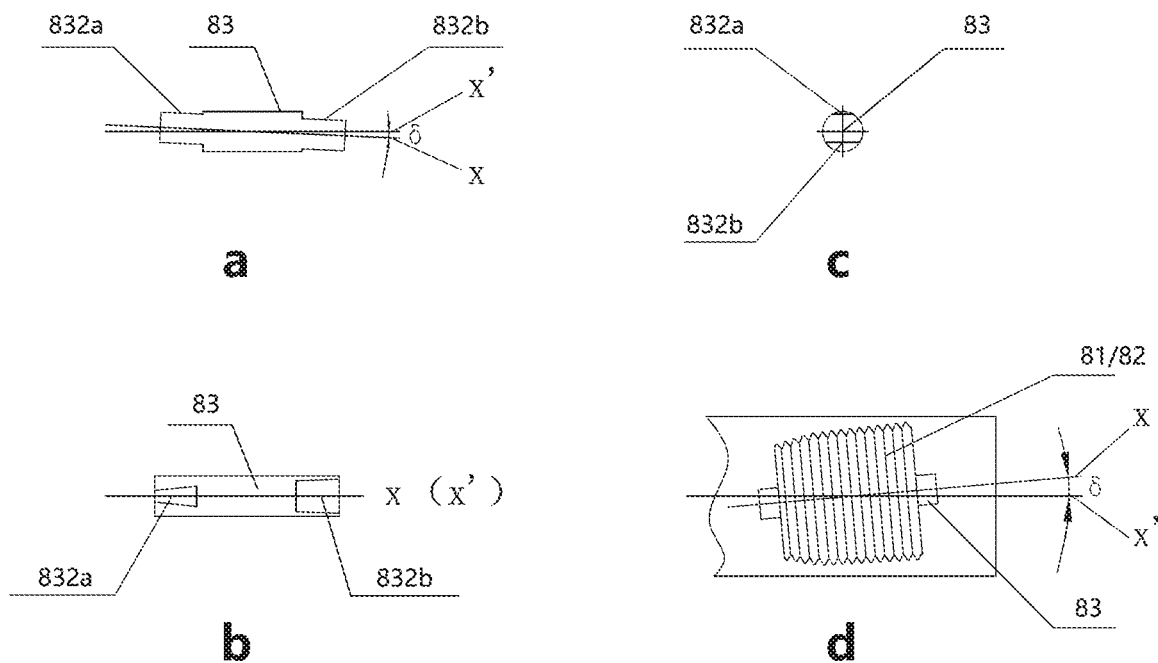 832a 83 832b
X'
δ
X
a
832a 83
832b
c
83
X (X')
832a 832b
b
81/82
X
δ
X'
83
d